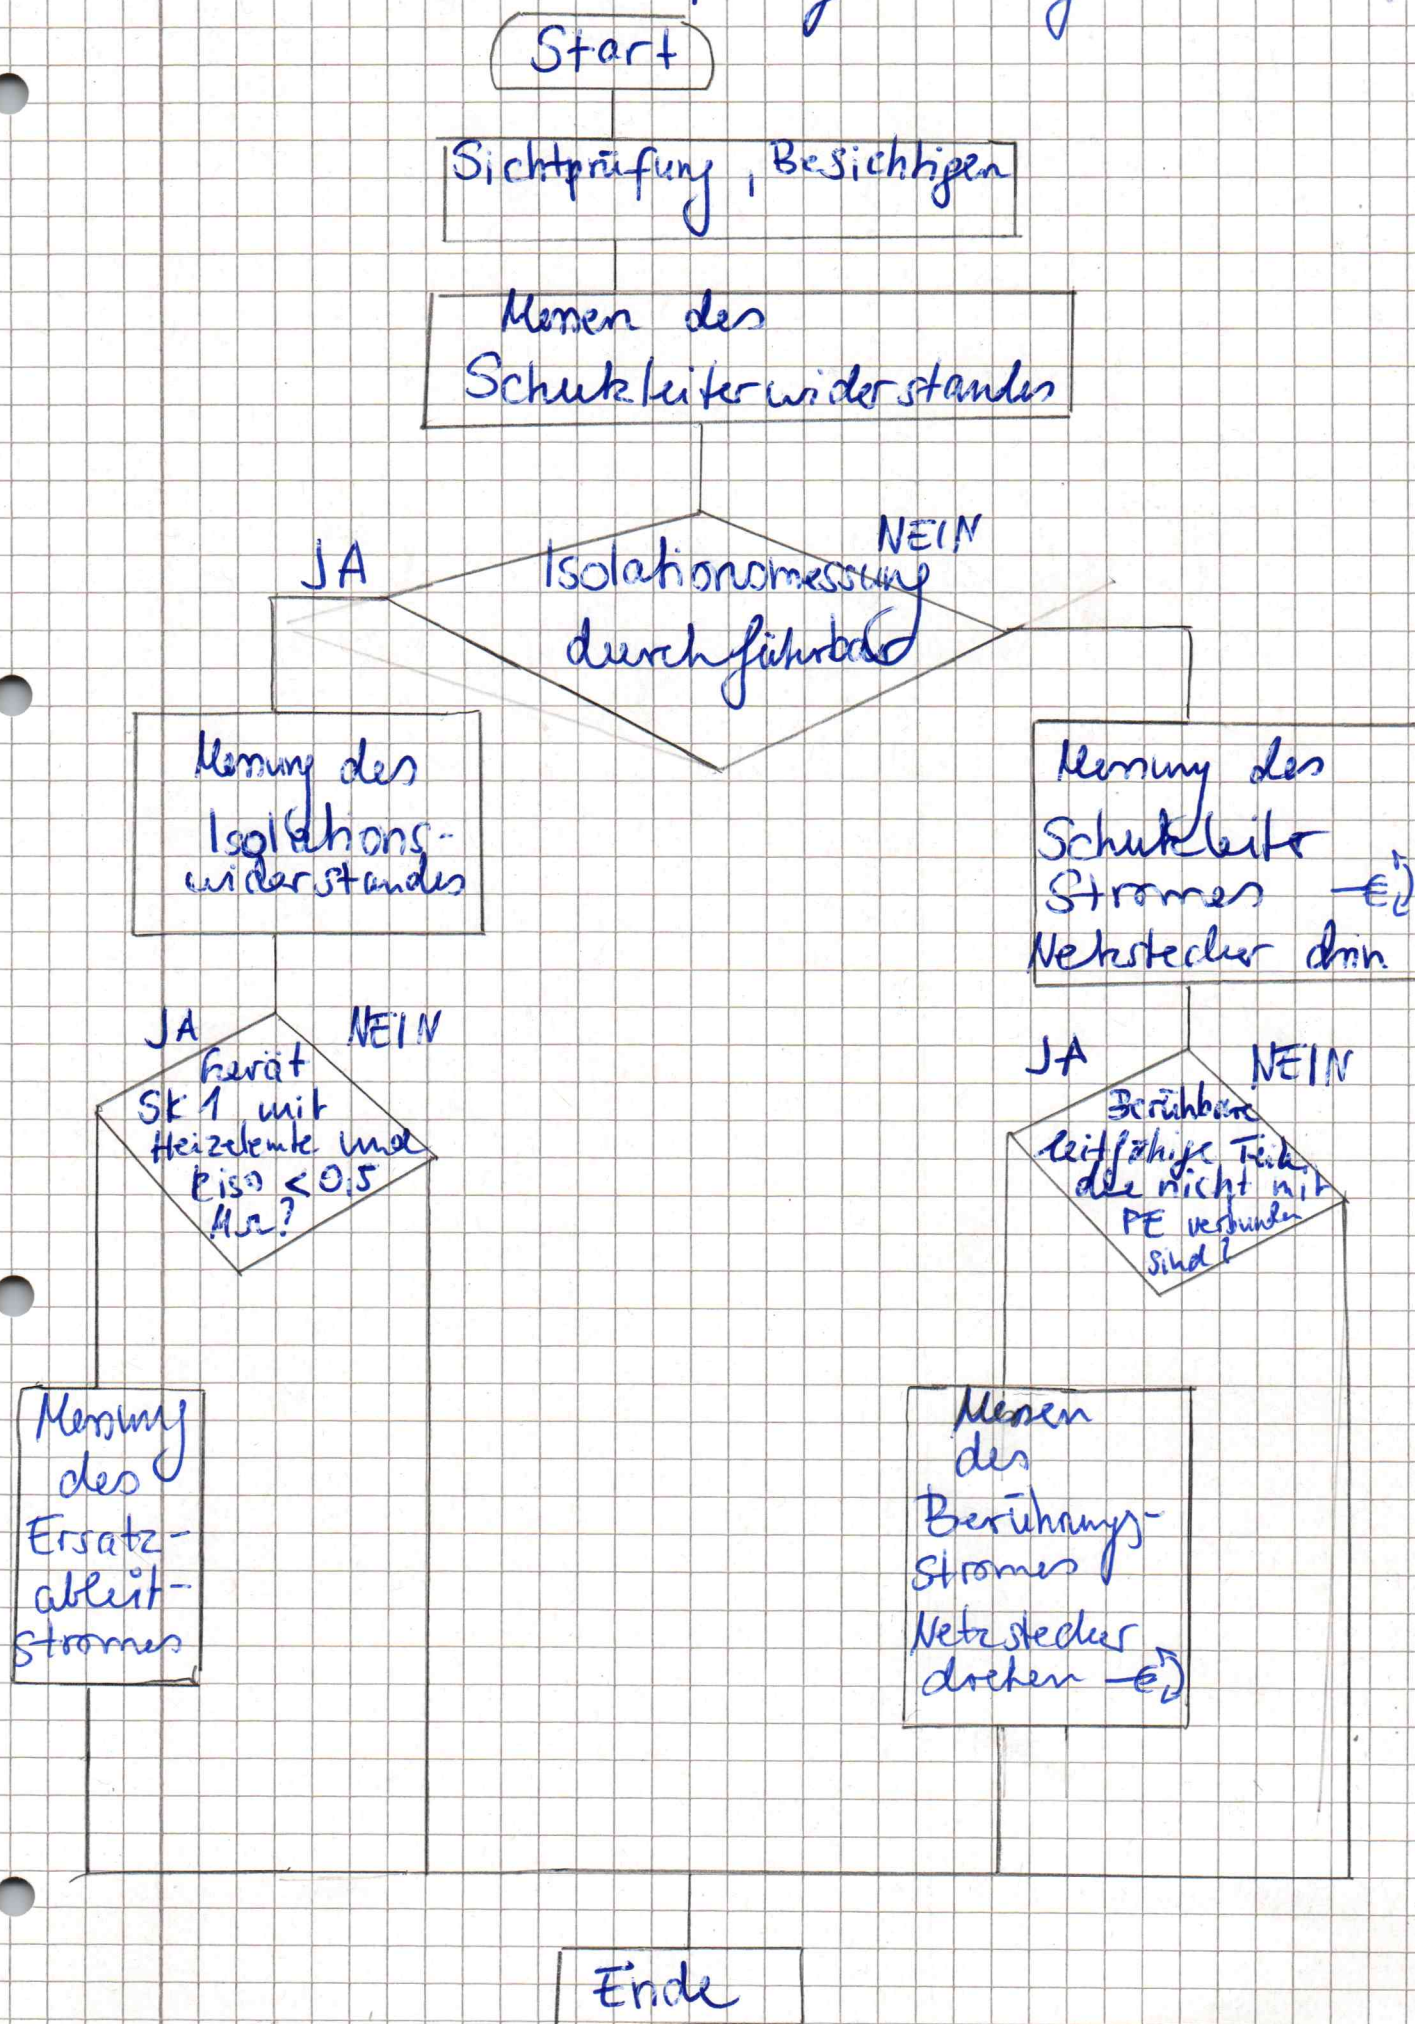 Start
Sichtprüfung, Besichtigen
Messen des
Schutzleiterwiderstandes
JA
NEIN
Isolationsmessung
durchführbar
Messung des
Isolations-
widerstandes
Messung des
Schutzleiter
Stromes
Netzstecker drin
JA
NEIN
Gerät
SK 1 mit
Heizelemte und
Riso < 0,5
MΩ?
JA
NEIN
Berühbare
leitfähige Teile,
die nicht mit
PE verbunden
sind?
Messung
des
Ersatz-
ableit-
stromes
Messen
des
Berührungs-
stromes
Netzstecker
drehen
Ende